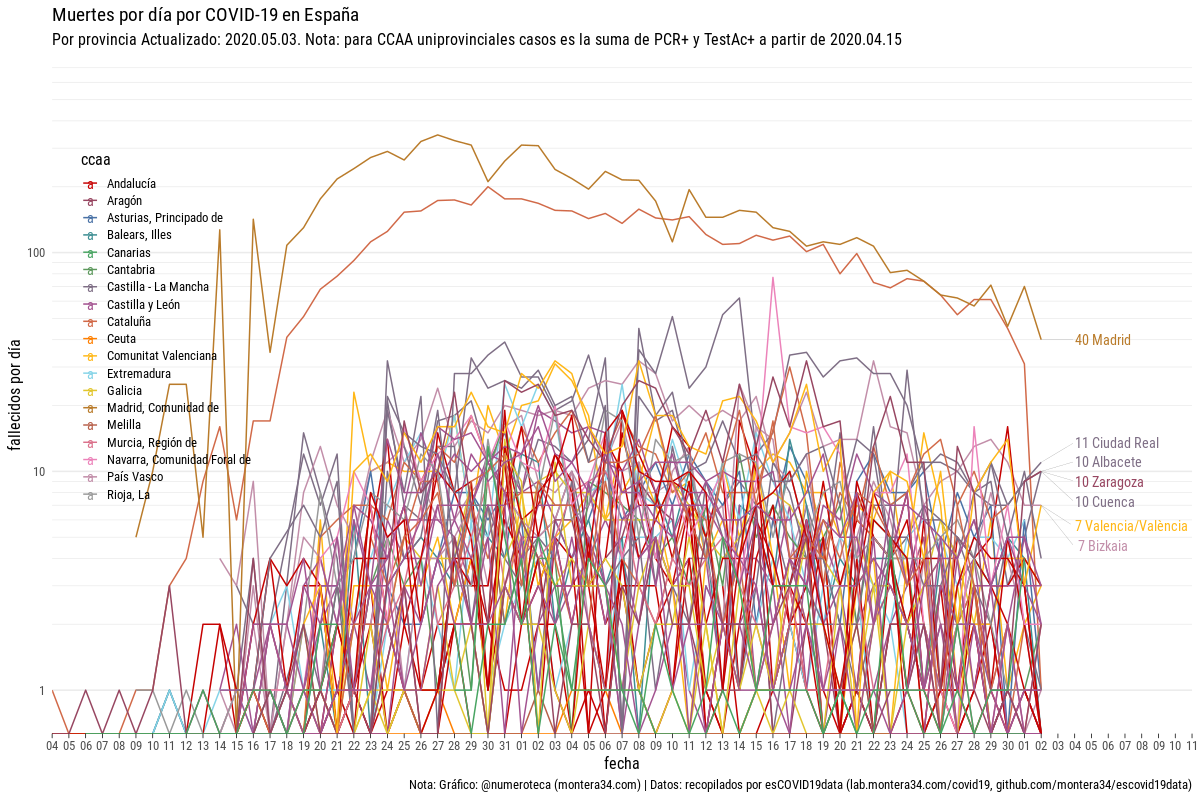 Muertes por día por COVID-19 en España
Por provincia Actualizado: 2020.05.03. Nota: para CCAA uniprovinciales casos es la suma de PCR+ y TestAc+ a partir de 2020.04.15
ccaa
Andalucía
Aragón
Asturias, Principado de
Balears, Illes
Canarias
Cantabria
Castilla - La Mancha
Castilla y León
Cataluña
Ceuta
Comunitat Valenciana
Extremadura
Galicia
Madrid, Comunidad de
Melilla
Murcia, Región de
Navarra, Comunidad Foral de
País Vasco
Rioja, La
fallecidos por día
100
10
1
40 Madrid
11 Ciudad Real
10 Albacete
10 Zaragoza
10 Cuenca
7 Valencia/València
7 Bizkaia
04 05 06 07 08 09 10 11 12 13 14 15 16 17 18 19 20 21 22 23 24 25 26 27 28 29 30 31 01 02 03 04 05 06 07 08 09 10 11 12 13 14 15 16 17 18 19 20 21 22 23 24 25 26 27 28 29 30 01 02 03 04 05 06 07 08 09 10 11
fecha
Nota: Gráfico: @numeroteca (montera34.com) | Datos: recopilados por esCOVID19data (lab.montera34.com/covid19, github.com/montera34/escovid19data)